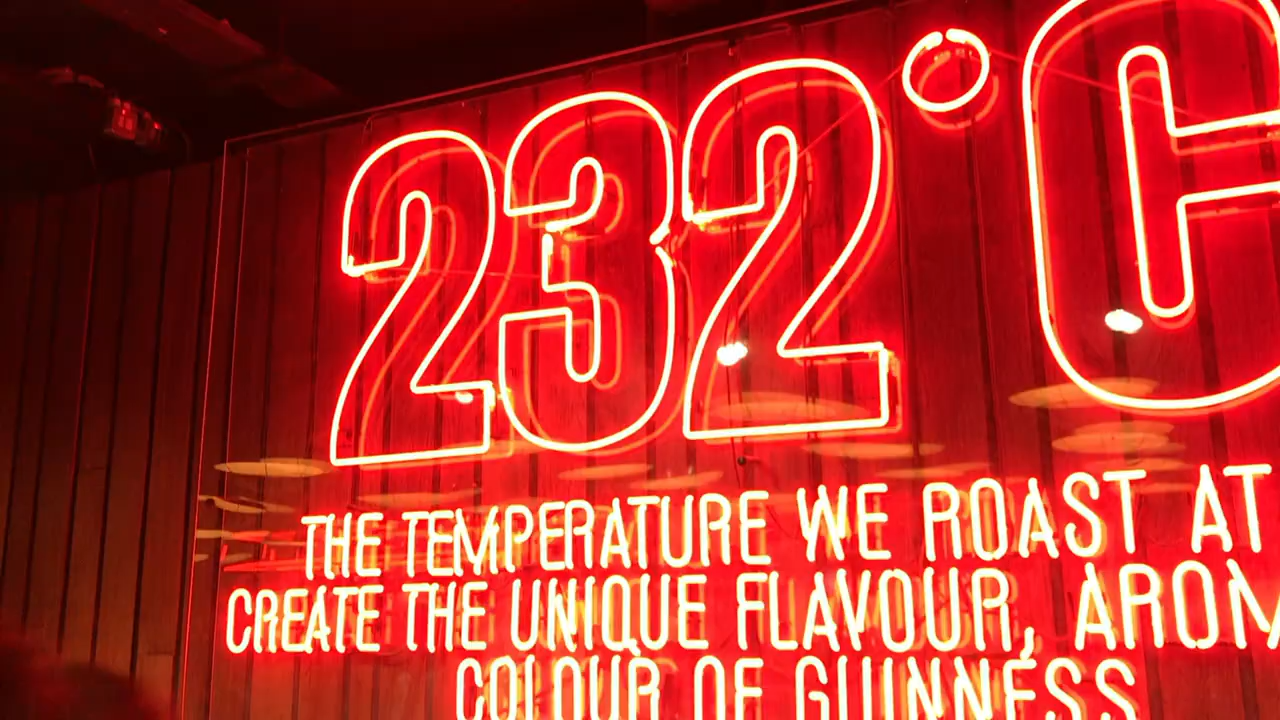 232°C
THE TEMPERATURE WE ROAST AT
CREATE THE UNIQUE FLAVOUR,
COLOUR OF GUINNESS